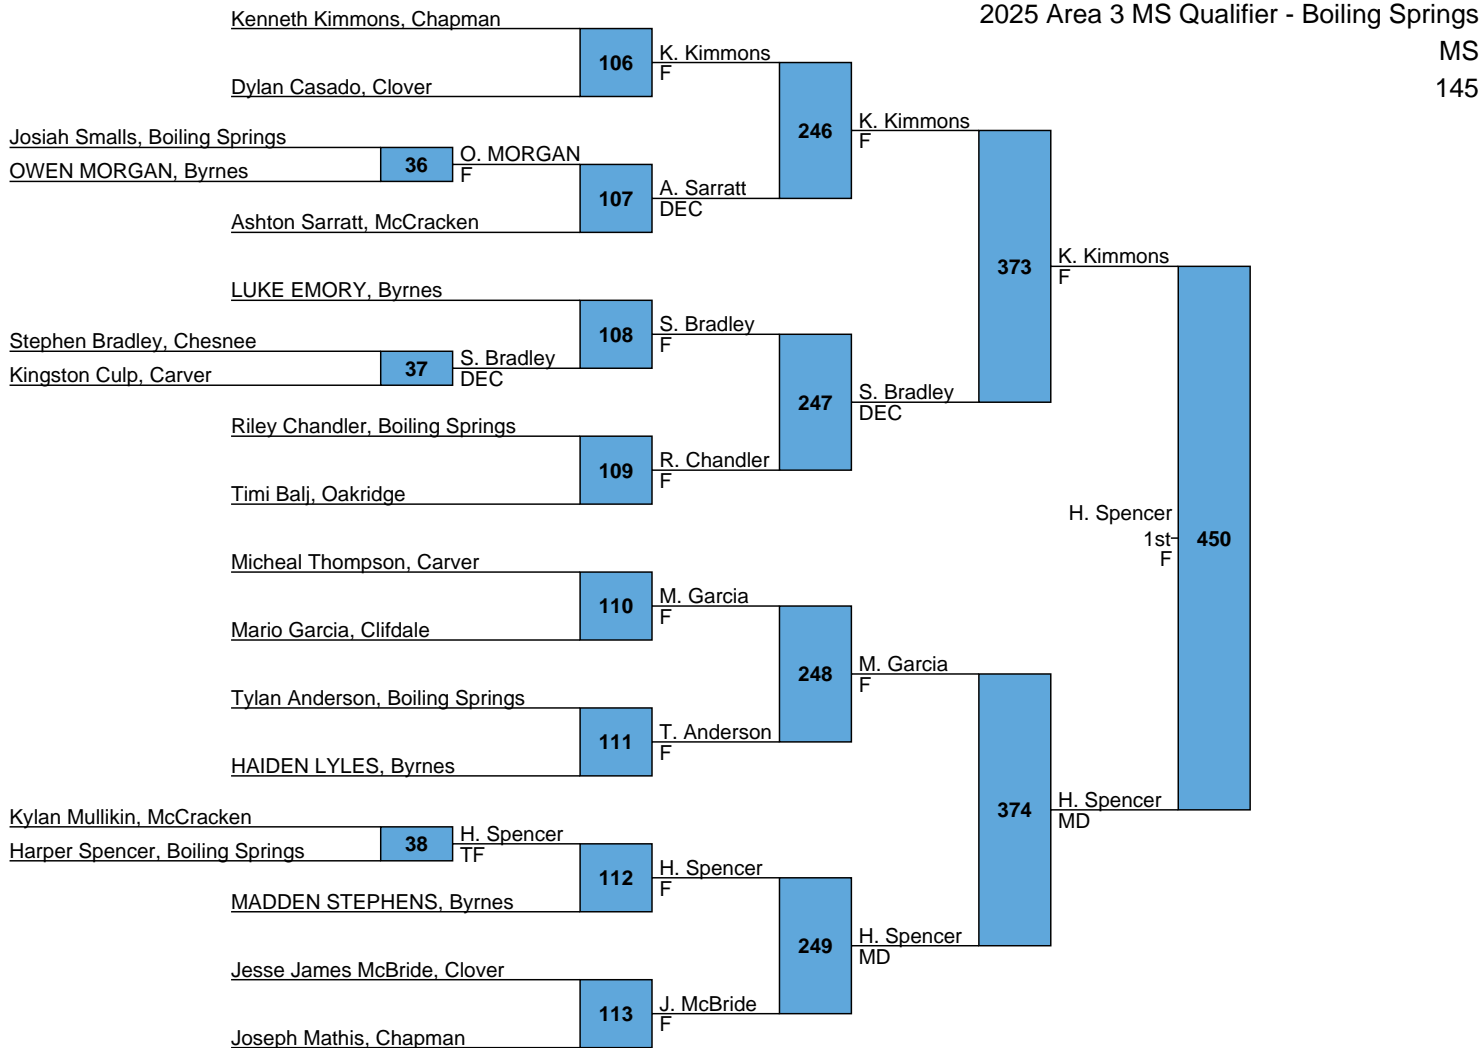 2025 Area 3 MS Qualifier - Boiling Springs
MS
145
Kenneth Kimmons, Chapman
106
K. Kimmons
F
Dylan Casado, Clover
246
K. Kimmons
F
Josiah Smalls, Boiling Springs
36
O. MORGAN
F
OWEN MORGAN, Byrnes
107
A. Sarratt
DEC
Ashton Sarratt, McCracken
373
K. Kimmons
F
LUKE EMORY, Byrnes
108
S. Bradley
F
Stephen Bradley, Chesnee
37
S. Bradley
DEC
Kingston Culp, Carver
247
S. Bradley
DEC
Riley Chandler, Boiling Springs
109
R. Chandler
F
Timi Balj, Oakridge
H. Spencer
1st
F
450
Micheal Thompson, Carver
110
M. Garcia
F
Mario Garcia, Clifdale
248
M. Garcia
F
Tylan Anderson, Boiling Springs
111
T. Anderson
F
HAIDEN LYLES, Byrnes
374
H. Spencer
MD
Kylan Mullikin, McCracken
38
H. Spencer
TF
Harper Spencer, Boiling Springs
112
H. Spencer
F
MADDEN STEPHENS, Byrnes
249
H. Spencer
MD
Jesse James McBride, Clover
113
J. McBride
F
Joseph Mathis, Chapman